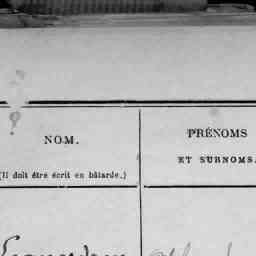 NOM.
(Il doit être écrit en bâtarde.)
PRÉNOMS
ET SURNOMS.